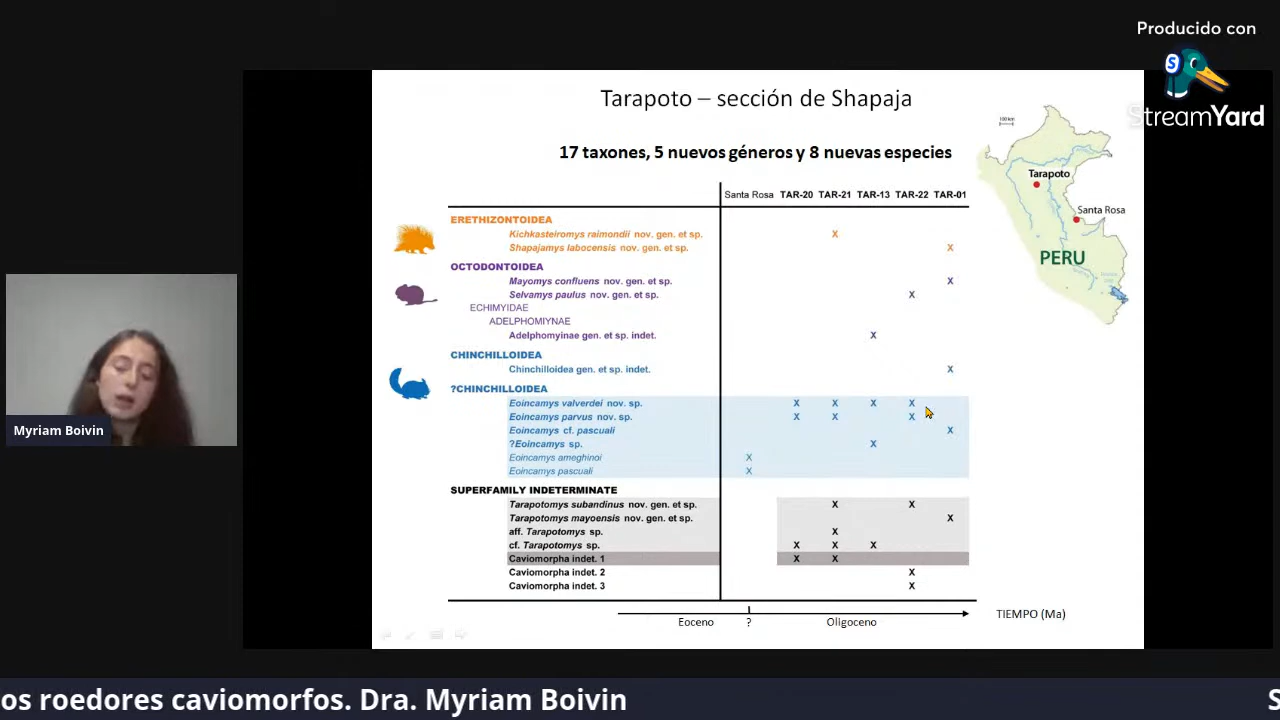 Producido con
StreamYard
Tarapoto – sección de Shapaja
17 taxones, 5 nuevos géneros y 8 nuevas especies
Santa Rosa TAR-20 TAR-21 TAR-13 TAR-22 TAR-01
ERETHIZONTOIDEA
Kichkasteiromys raimondii nov. gen. et sp. X
Shapajamys labocensis nov. gen. et sp. X
OCTODONTOIDEA
Mayomys confluens nov. gen. et sp. X
Selvamys paulus nov. gen. et sp. X
ECHIMYIDAE
ADELPHOMIYNAE
Adelphomyinae gen. et sp. indet. X
CHINCHILLOIDEA
Chinchilloidea gen. et sp. indet. X
?CHINCHILLOIDEA
Eoincamys valverdei nov. sp. X X X X
Eoincamys parvus nov. sp. X X X
Eoincamys cf. pascuali X
?Eoincamys sp. X
Eoincamys ameghinoi X
Eoincamys pascuali X
SUPERFAMILY INDETERMINATE
Tarapotomys subandinus nov. gen. et sp. X X
Tarapotomys mayoensis nov. gen. et sp. X
aff. Tarapotomys sp. X
cf. Tarapotomys sp. X X X
Caviomorpha indet. 1 X X
Caviomorpha indet. 2 X
Caviomorpha indet. 3 X
Eoceno ? Oligoceno
TIEMPO (Ma)
100 km
Tarapoto
Santa Rosa
PERU
Myriam Boivin
os roedores caviomorfos. Dra. Myriam Boivin
S